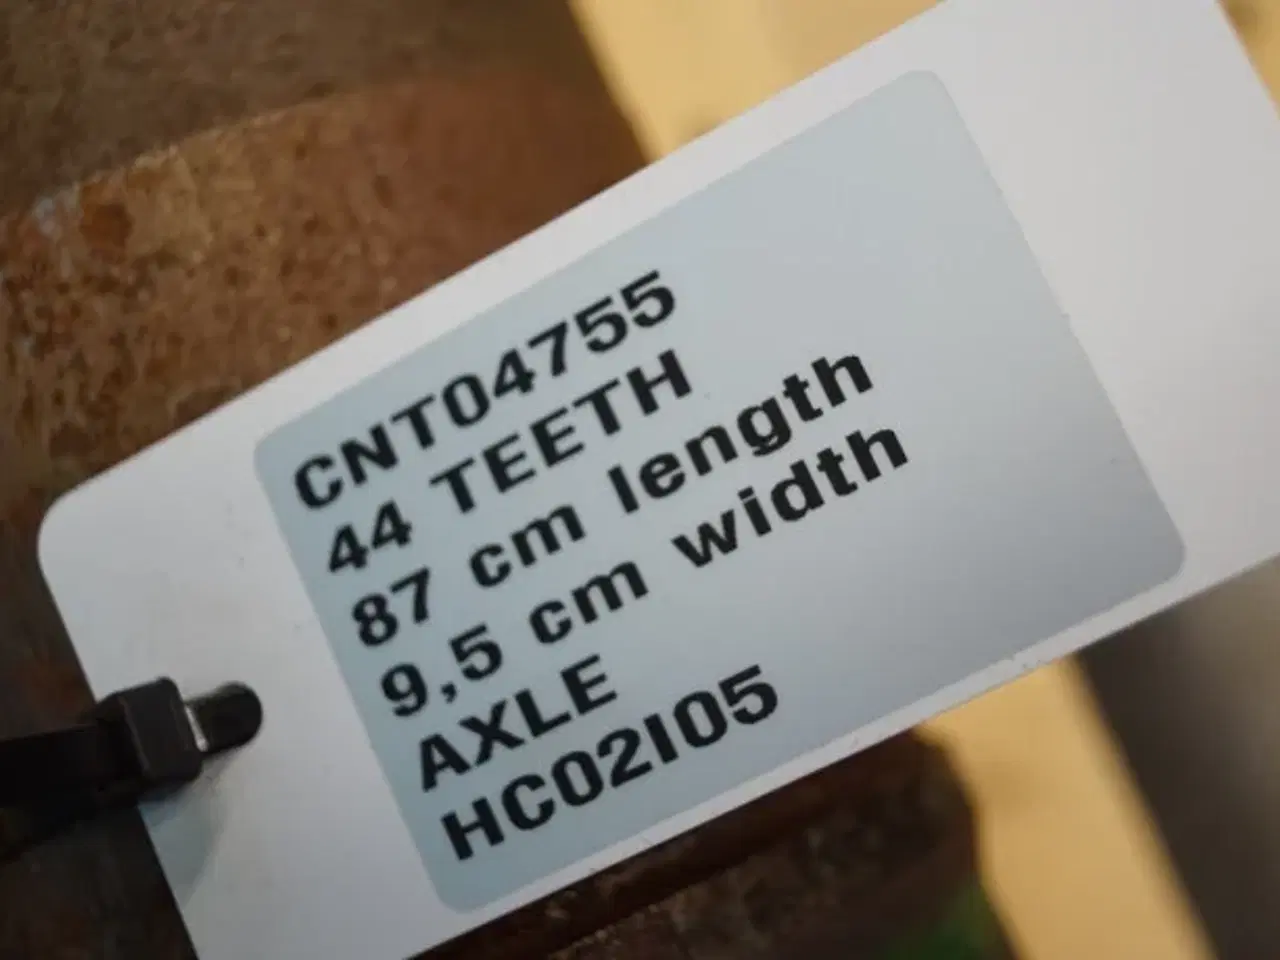 CNT04755
44 TEETH
87 cm length
9,5 cm width
AXLE
HC02I05